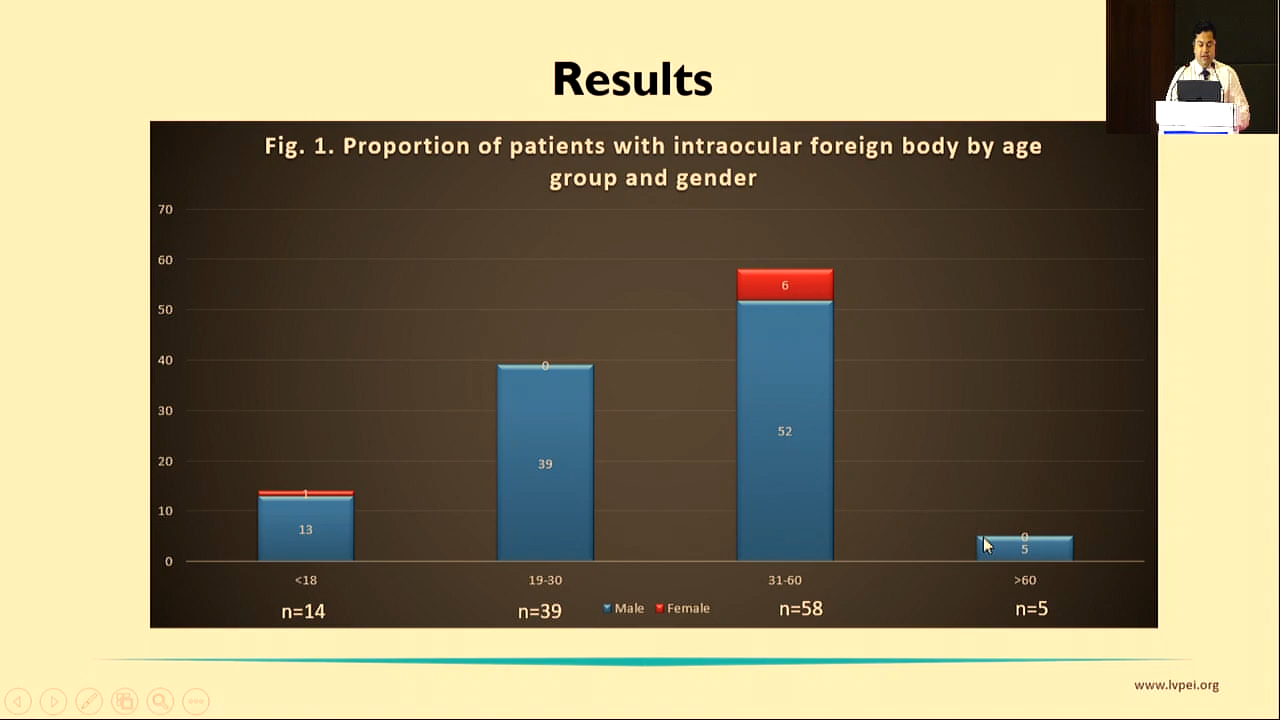 Results
Fig. 1. Proportion of patients with intraocular foreign body by age
group and gender
70
60
50
40
30
20
10
0
1
13
0
39
6
52
0
5
<18
19-30
31-60
>60
n=14
n=39
Male
Female
n=58
n=5
www.lvpei.org